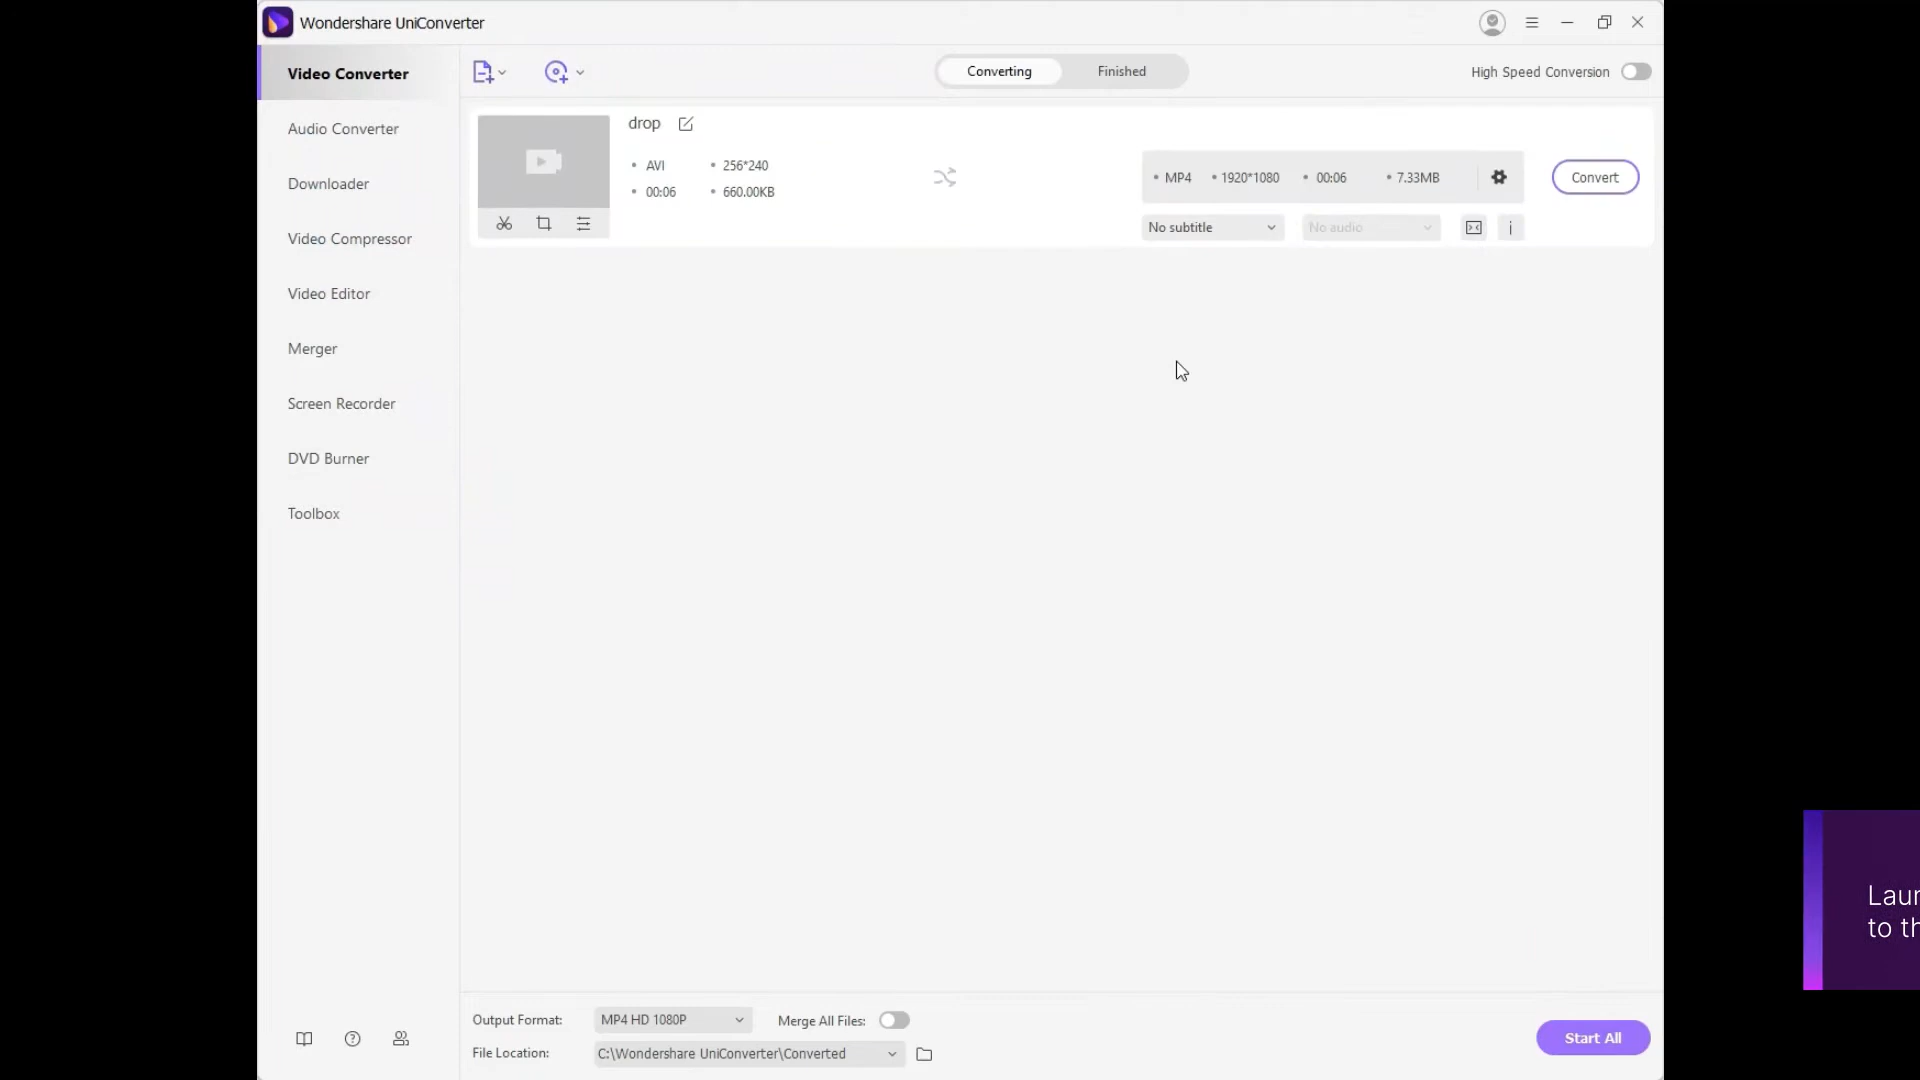 Wondershare UniConverter
Video Converter
Converting
Finished
High Speed Conversion
Audio Converter
Downloader
Video Compressor
Video Editor
Merger
Screen Recorder
DVD Burner
Toolbox
drop
AVI
256*240
00:06
660.00KB
MP4
1920*1080
00:06
7.33MB
Convert
No subtitle
No audio
Output Format:
MP4 HD 1080P
Merge All Files:
File Location:
C:\Wondershare UniConverter\Converted
Start All
to